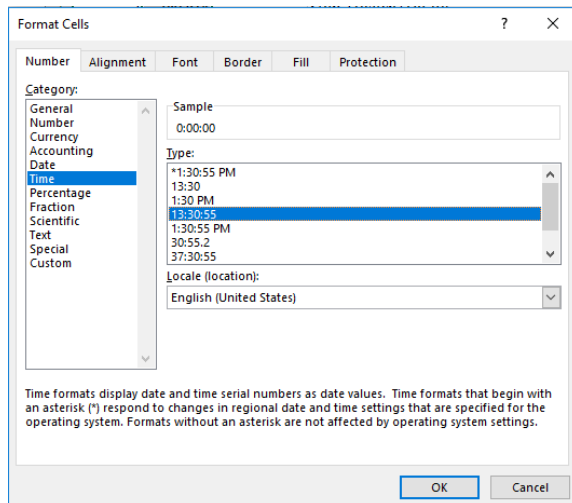 Format Cells ? ×
Number Alignment Font Border Fill Protection
Category:
General
Number
Currency
Accounting
Date
Time
Percentage
Fraction
Scientific
Text
Special
Custom
Sample
0:00:00
Type:
*1:30:55 PM
13:30
1:30 PM
13:30:55
1:30:55 PM
30:55.2
37:30:55
Locale (location):
English (United States)
Time formats display date and time serial numbers as date values.  Time formats that begin with
an asterisk (*) respond to changes in regional date and time settings that are specified for the
operating system. Formats without an asterisk are not affected by operating system settings.
OK Cancel